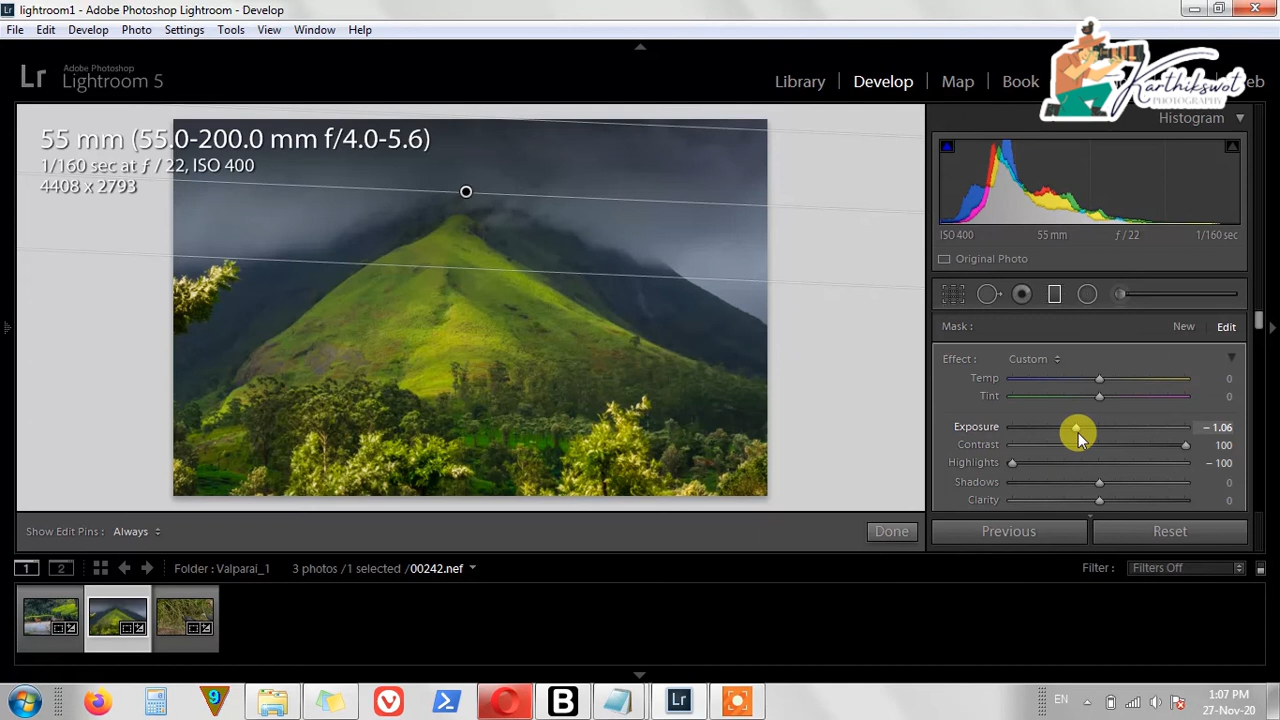 lightroom1 - Adobe Photoshop Lightroom - Develop
File Edit Develop Photo Settings Tools View Window Help
Lr Adobe Photoshop
Lightroom 5
Library Develop Map Book
Karthikswot
PHOTOGRAPHY
Histogram
55 mm (55.0-200.0 mm f/4.0-5.6)
1/160 sec at ƒ / 22, ISO 400
4408 x 2793
ISO 400 55 mm ƒ / 22 1/160 sec
Original Photo
Mask : New Edit
Effect : Custom
Temp 0
Tint 0
Exposure – 1.06
Contrast 100
Highlights – 100
Shadows 0
Clarity 0
Show Edit Pins : Always Done
Previous Reset
1 2 Folder : Valparai_1 3 photos /1 selected /00242.nef Filter : Filters Off
9 B Lr EN
1:07 PM
27-Nov-20